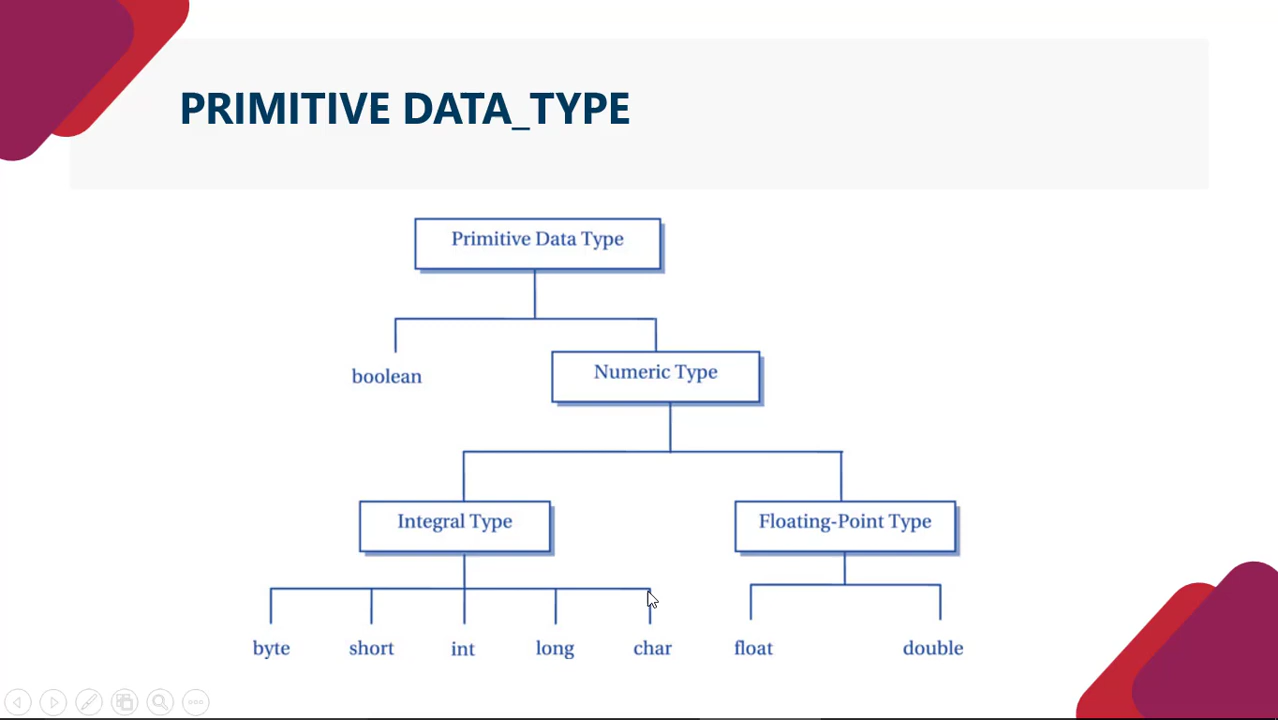 PRIMITIVE DATA_TYPE
Primitive Data Type
boolean
Numeric Type
Integral Type
Floating-Point Type
byte
short
int
long
char
float
double